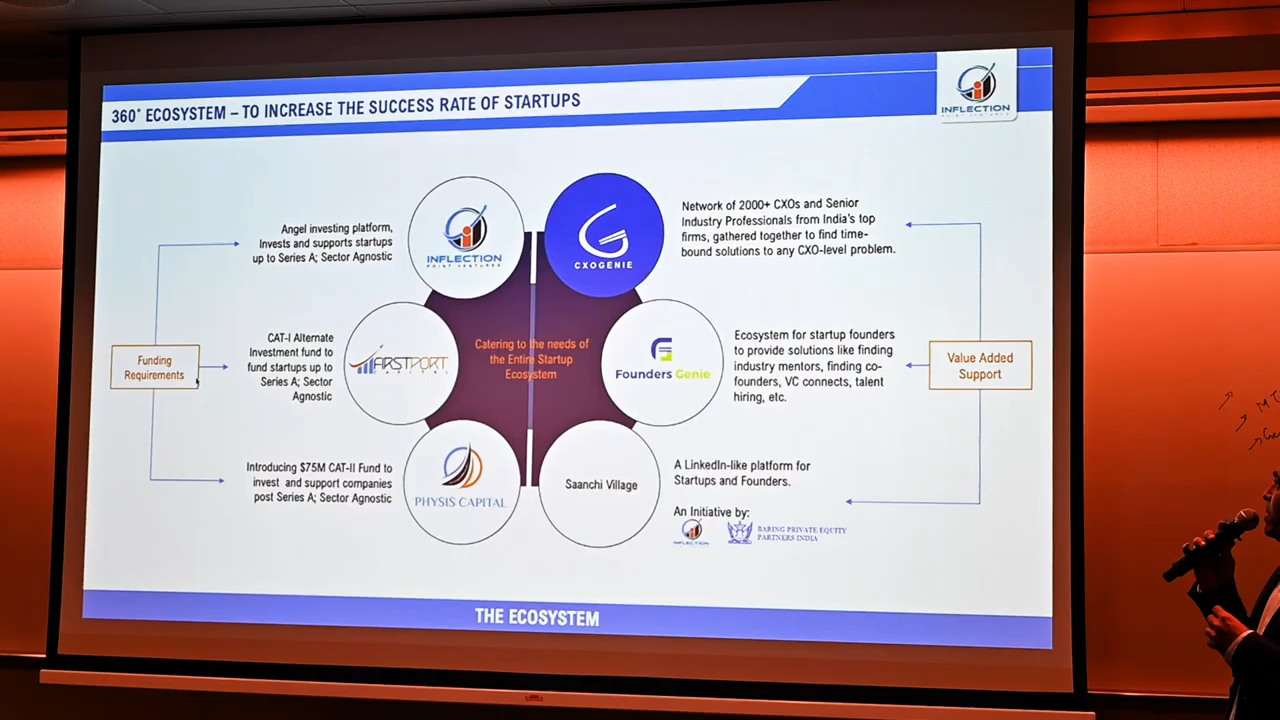 360° ECOSYSTEM – TO INCREASE THE SUCCESS RATE OF STARTUPS
INFLECTION
POINT VENTURES
Angel investing platform,
Invests and supports startups
up to Series A; Sector Agnostic
INFLECTION
POINT VENTURES
CXOGENIE
Network of 2000+ CXOs and Senior
Industry Professionals from India's top
firms, gathered together to find time-
bound solutions to any CXO-level problem.
Funding
Requirements
CAT-I Alternate
Investment fund to
fund startups up to
Series A; Sector
Agnostic
FIRSTPORT
CAPITAL
Catering to the needs of
the Entire Startup
Ecosystem
Founders Genie
Ecosystem for startup founders
to provide solutions like finding
industry mentors, finding co-
founders, VC connects, talent
hiring, etc.
Value Added
Support
Introducing $75M CAT-II Fund to
invest and support companies
post Series A; Sector Agnostic
PHYSIS CAPITAL
Saanchi Village
A LinkedIn-like platform for
Startups and Founders.
An Initiative by:
INFLECTION
BARING PRIVATE EQUITY
PARTNERS INDIA
THE ECOSYSTEM